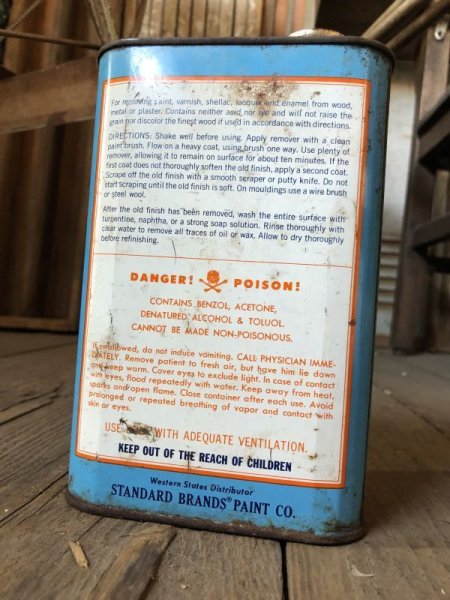 For removing paint, varnish, shellac, lacquer and enamel from wood,
metal or plaster. Contains neither acid nor lye and will not raise the
grain nor discolor the finest wood if used in accordance with directions.
DIRECTIONS: Shake well before using. Apply remover with a clean
paint brush. Flow on a heavy coat, using brush one way. Use plenty of
remover, allowing it to remain on surface for about ten minutes. If the
first coat does not thoroughly soften the old finish, apply a second coat.
Scrape off the old finish with a smooth scraper or putty knife. Do not
start scraping until the old finish is soft. On mouldings use a wire brush
or steel wool.
After the old finish has been removed, wash the entire surface with
turpentine, naphtha, or a strong soap solution. Rinse thoroughly with
clear water to remove all traces of oil or wax. Allow to dry thoroughly
before refinishing.
DANGER! POISON!
CONTAINS BENZOL, ACETONE,
DENATURED ALCOHOL & TOLUOL.
CANNOT BE MADE NON-POISONOUS.
If swallowed, do not induce vomiting. CALL PHYSICIAN IMME-
DIATELY. Remove patient to fresh air, but have him lie down
and keep warm. Cover eyes to exclude light. In case of contact
with eyes, flood repeatedly with water. Keep away from heat,
sparks and open flame. Close container after each use. Avoid
prolonged or repeated breathing of vapor and contact with
skin or eyes.
USE WITH ADEQUATE VENTILATION.
KEEP OUT OF THE REACH OF CHILDREN
Western States Distributor
STANDARD BRANDS® PAINT CO.